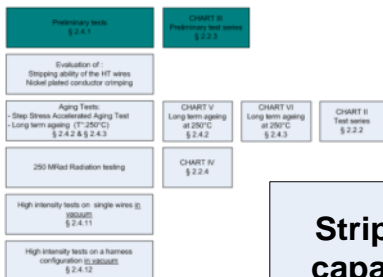 Preliminary tests
§ 2.4.1
CHART III
Preliminary test series
§ 2.2.3
Evaluation of :
Stripping ability of the HT wires
Nickel plated conductor crimping
Aging Tests:
- Step Stress Accelerated Aging Test
- Long term ageing (T°:250°C)
§ 2.4.2 & § 2.4.3
CHART V
Long term ageing
at 250°C
§ 2.4.2
CHART VI
Long term ageing
at 250°C
§ 2.4.3
CHART II
Test series
§ 2.2.2
250 MRad Radiation testing
CHART IV
§ 2.2.4
High intensity tests on single wires in
vacuum
§ 2.4.11
High intensity tests on a harness
configuration in vacuum
§ 2.4.12
Strip
capa